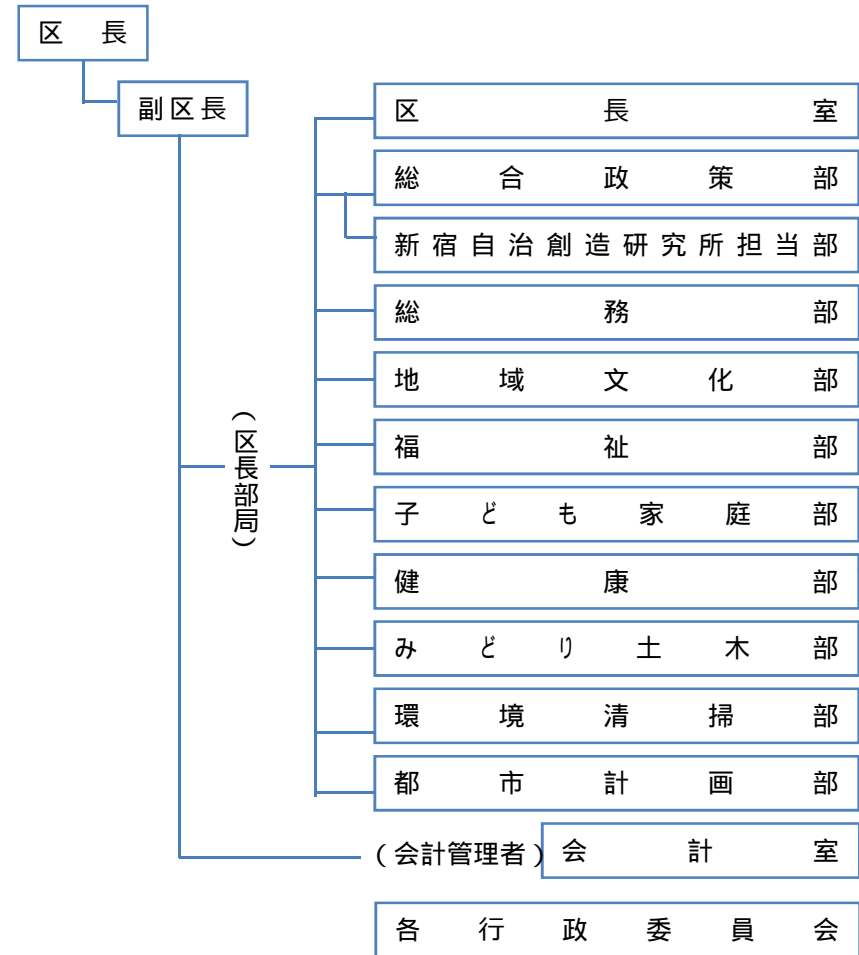 区長
副区長
区長室
総合政策部
新宿自治創造研究所担当部
総務部
地域文化部
(区長部局)
福祉部
子ども家庭部
健康部
みどり土木部
環境清掃部
都市計画部
(会計管理者) 会計室
各行政委員会